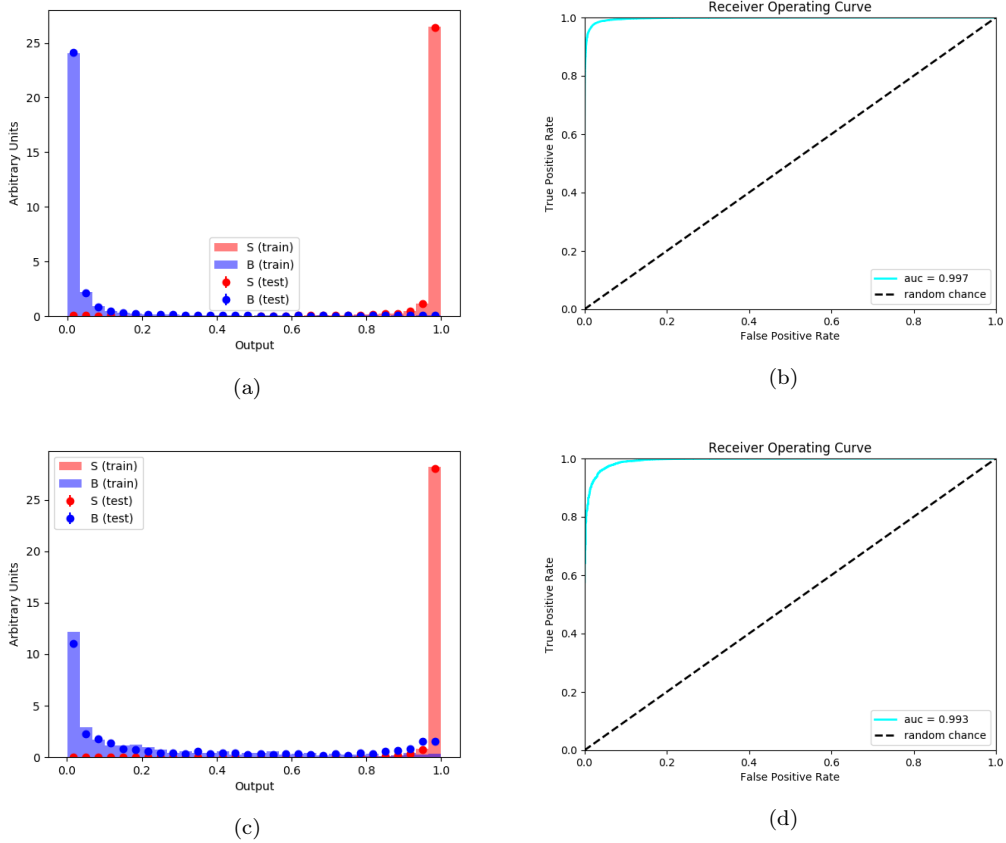 25
20
15
10
5
0
0.0 0.2 0.4 0.6 0.8 1.0
Arbitrary Units
Output
S (train)
B (train)
S (test)
B (test)
(a)
Receiver Operating Curve
1.0
0.8
0.6
0.4
0.2
0.0
0.0 0.2 0.4 0.6 0.8 1.0
True Positive Rate
False Positive Rate
auc = 0.997
random chance
(b)
S (train)
B (train)
S (test)
B (test)
25
20
15
10
5
0
0.0 0.2 0.4 0.6 0.8 1.0
Arbitrary Units
Output
(c)
Receiver Operating Curve
1.0
0.8
0.6
0.4
0.2
0.0
0.0 0.2 0.4 0.6 0.8 1.0
True Positive Rate
False Positive Rate
auc = 0.993
random chance
(d)